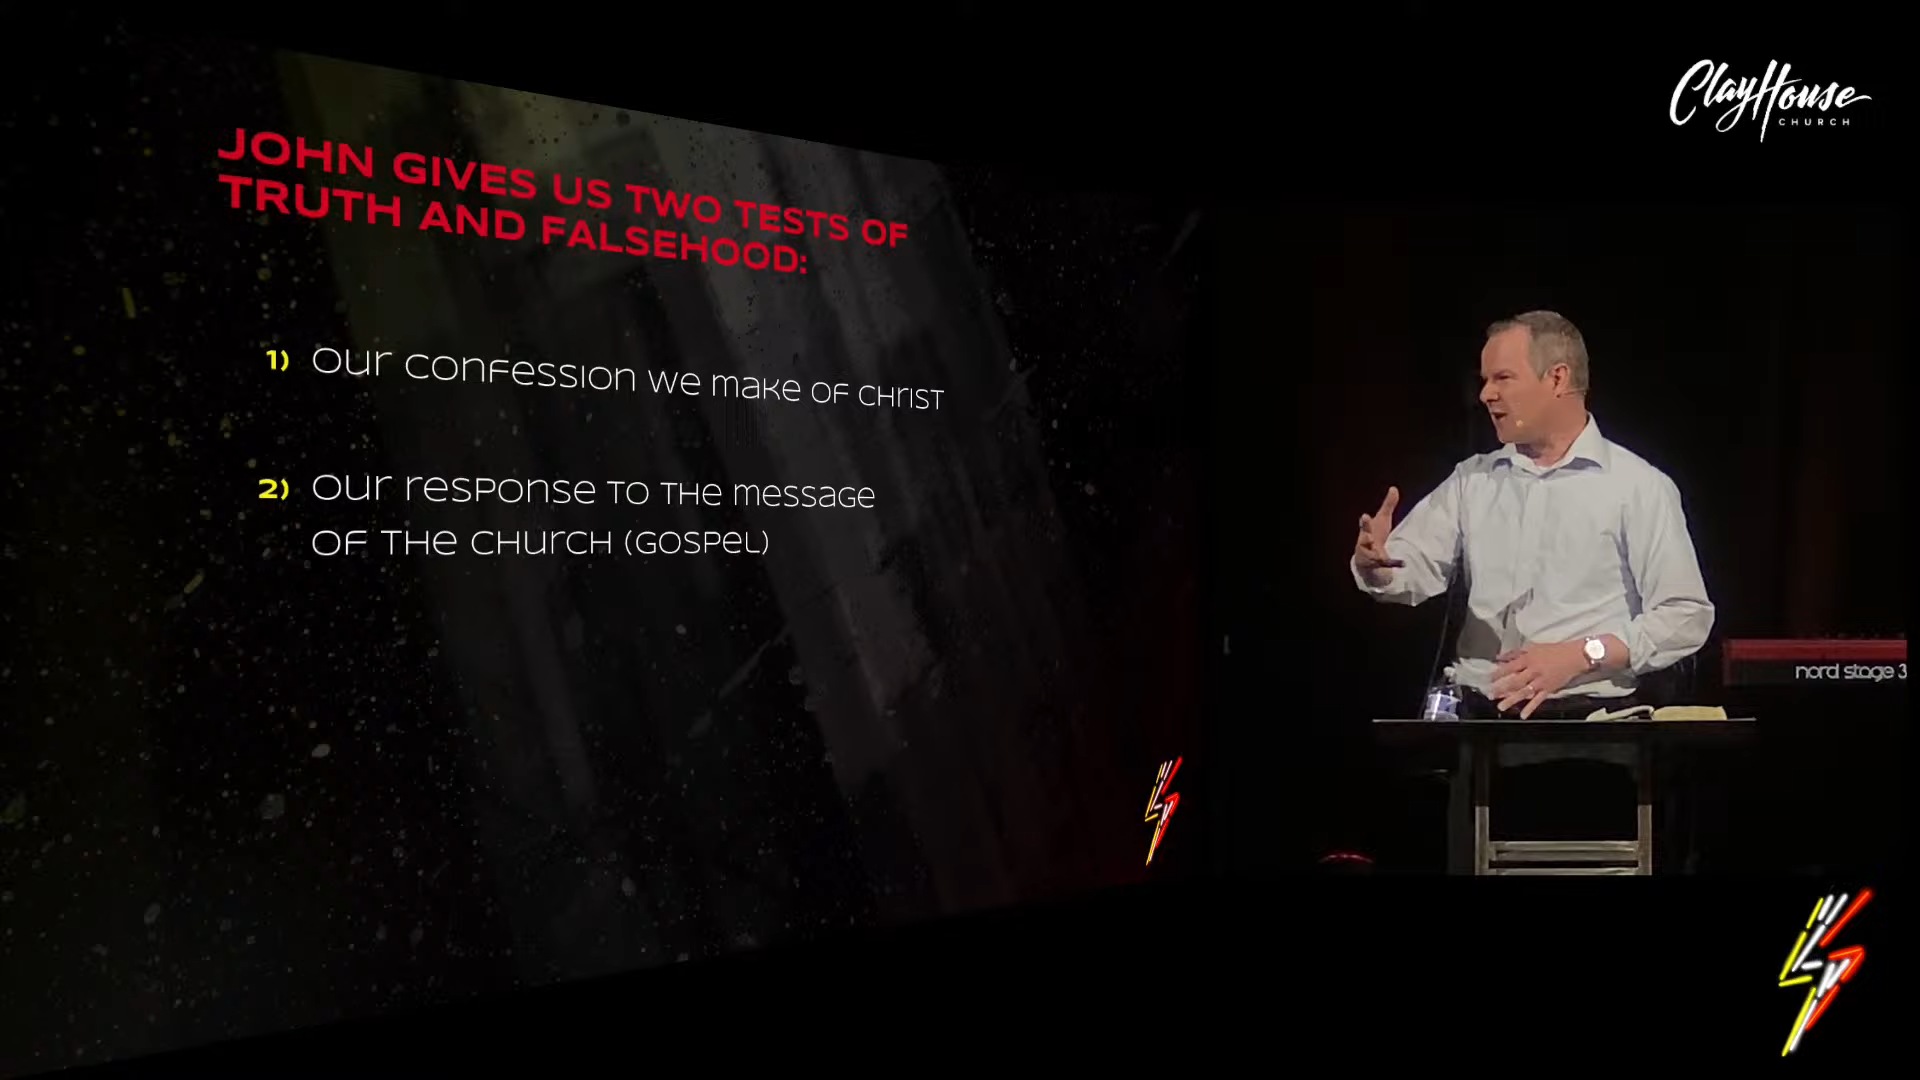 ClayHouse
CHURCH
JOHN GIVES US TWO TESTS OF
TRUTH AND FALSEHOOD:
1) Our confession we make of Christ
2) Our response to the message
of the church (Gospel)
nord stage 3